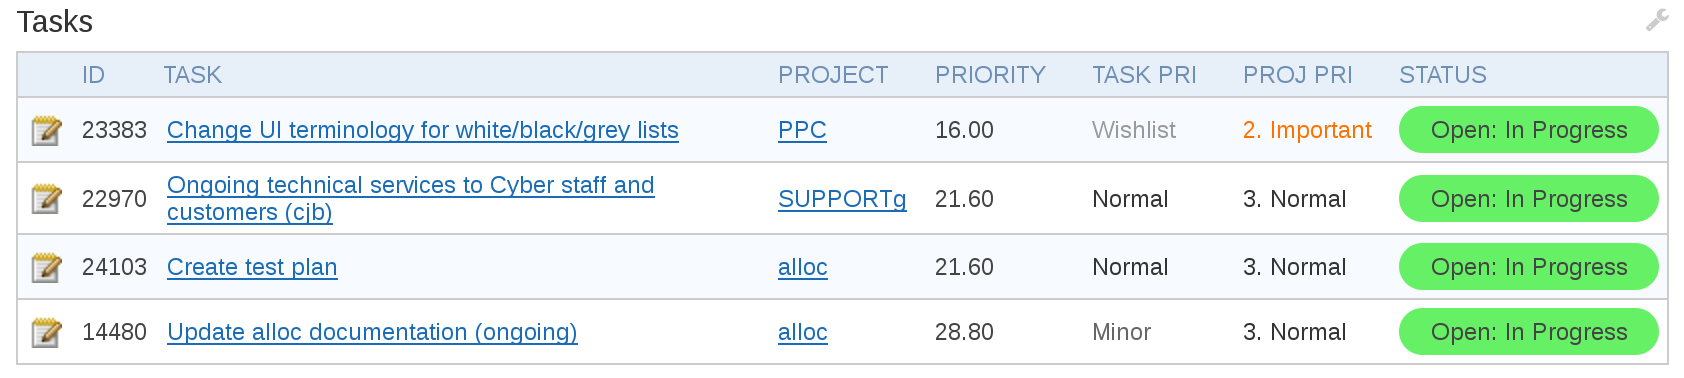 Tasks
ID TASK PROJECT PRIORITY TASK PRI PROJ PRI STATUS
23383 Change UI terminology for white/black/grey lists PPC 16.00 Wishlist 2. Important Open: In Progress
22970 Ongoing technical services to Cyber staff and customers (cjb) SUPPORTg 21.60 Normal 3. Normal Open: In Progress
24103 Create test plan alloc 21.60 Normal 3. Normal Open: In Progress
14480 Update alloc documentation (ongoing) alloc 28.80 Minor 3. Normal Open: In Progress